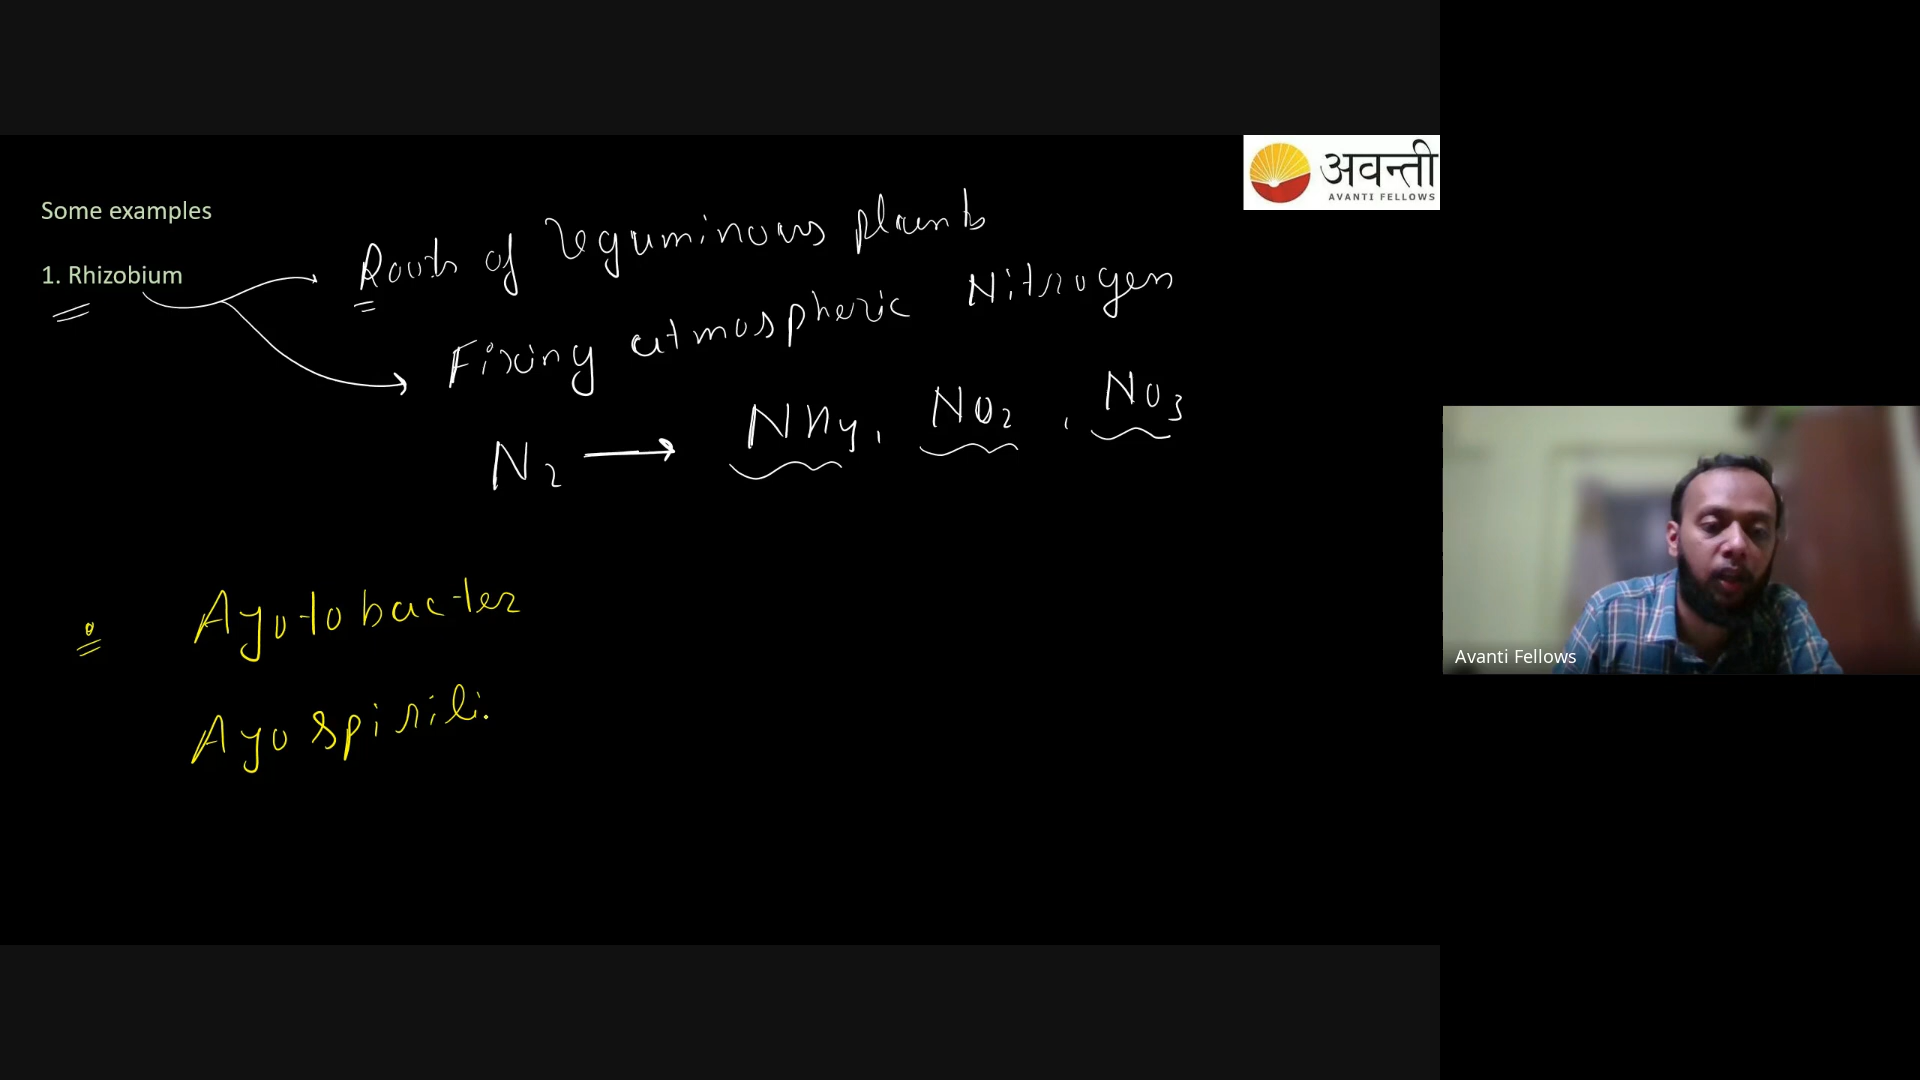 अवन्ती
AVANTI FELLOWS
Some examples
1. Rhizobium
Roots of leguminous plants
Fixing atmospheric Nitrogen
N2 → NH4, NO2, NO3
Azotobacter
Azospirili
Avanti Fellows